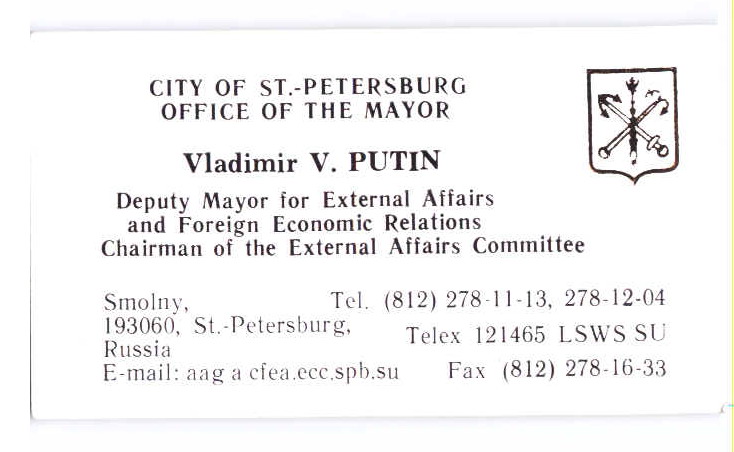 CITY OF ST.-PETERSBURG
OFFICE OF THE MAYOR
Vladimir V. PUTIN
Deputy Mayor for External Affairs
and Foreign Economic Relations
Chairman of the External Affairs Committee
Smolny,
193060, St.-Petersburg,
Russia
E-mail: aag a cfea.ecc.spb.su
Tel. (812) 278-11-13, 278-12-04
Telex 121465 LSWS SU
Fax (812) 278-16-33